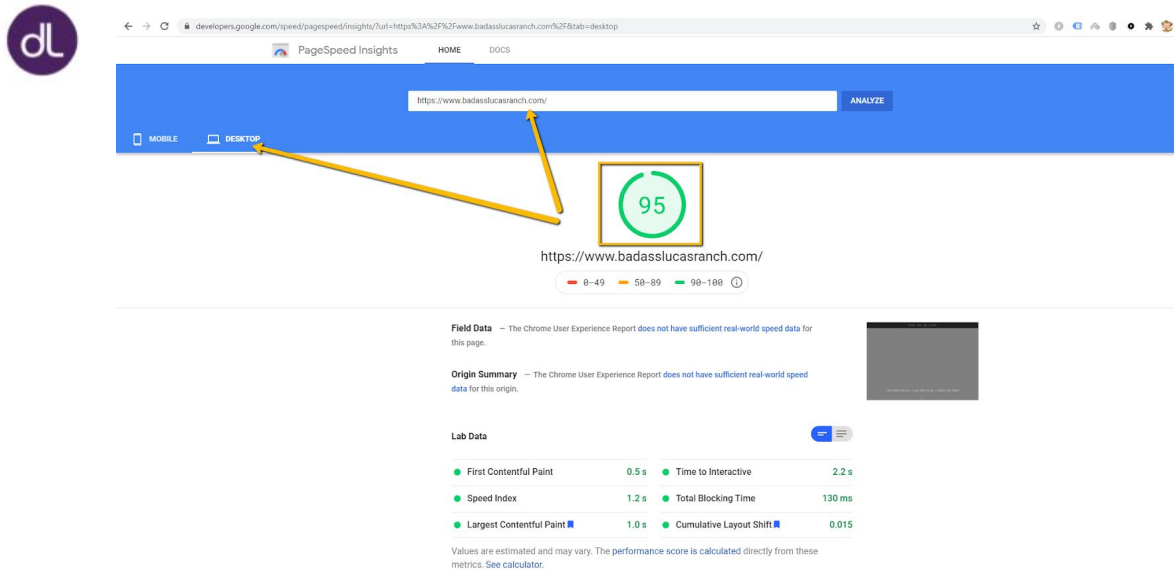 dL
developers.google.com/speed/pagespeed/insights/?url=https%3A%2F%2Fwww.badasslucasranch.com%2F&tab=desktop
PageSpeed Insights HOME DOCS
https://www.badasslucasranch.com/ ANALYZE
MOBILE DESKTOP
95
https://www.badasslucasranch.com/
0–49 50–89 90–100
Field Data – The Chrome User Experience Report does not have sufficient real-world speed data for
this page.
Origin Summary – The Chrome User Experience Report does not have sufficient real-world speed
data for this origin.
Lab Data
First Contentful Paint 0.5 s Time to Interactive 2.2 s
Speed Index 1.2 s Total Blocking Time 130 ms
Largest Contentful Paint 1.0 s Cumulative Layout Shift 0.015
Values are estimated and may vary. The performance score is calculated directly from these
metrics. See calculator.